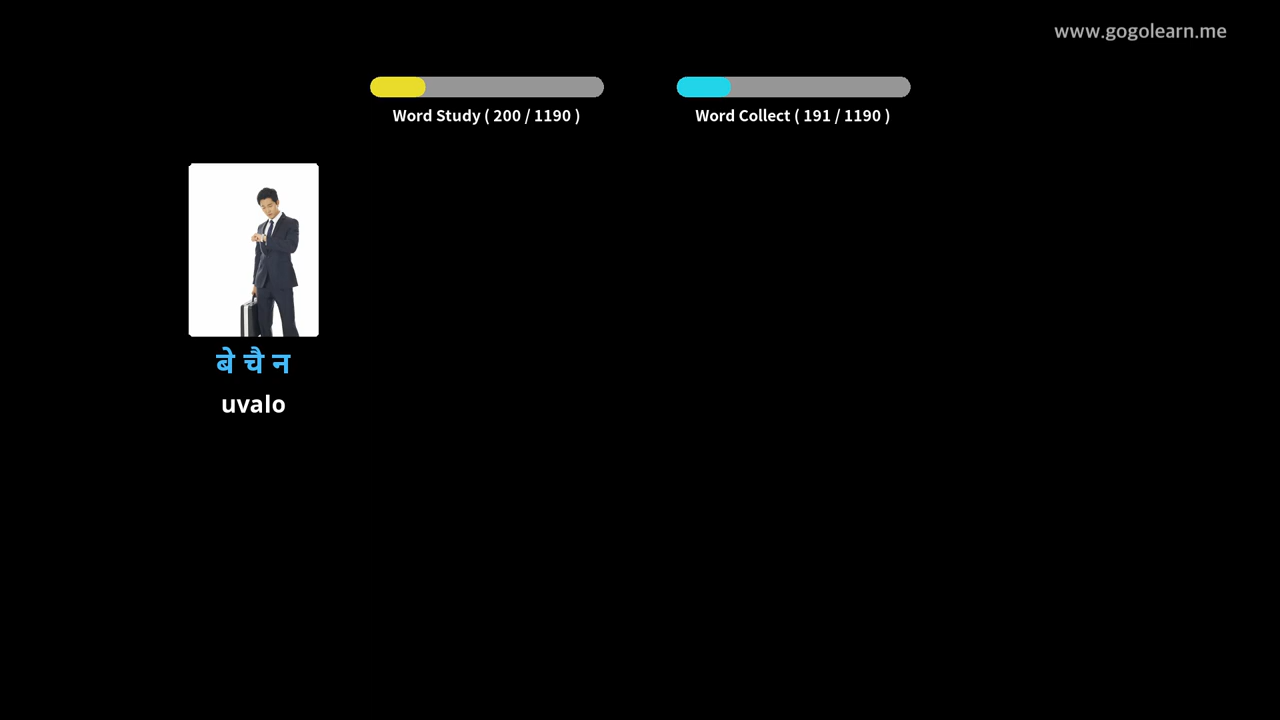 www.gogolearn.me
Word Study ( 200 / 1190 )
Word Collect ( 191 / 1190 )
बे चै न
uvalo